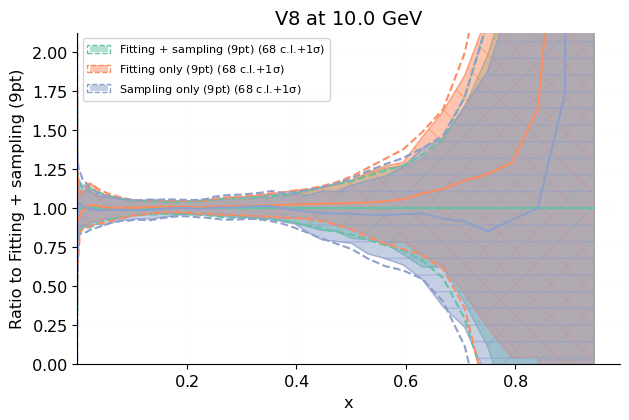 V8 at 10.0 GeV
Fitting + sampling (9pt) (68 c.l.+1σ)
Fitting only (9pt) (68 c.l.+1σ)
Sampling only (9pt) (68 c.l.+1σ)
Ratio to Fitting + sampling (9pt)
2.00
1.75
1.50
1.25
1.00
0.75
0.50
0.25
0.00
0.2
0.4
0.6
0.8
x